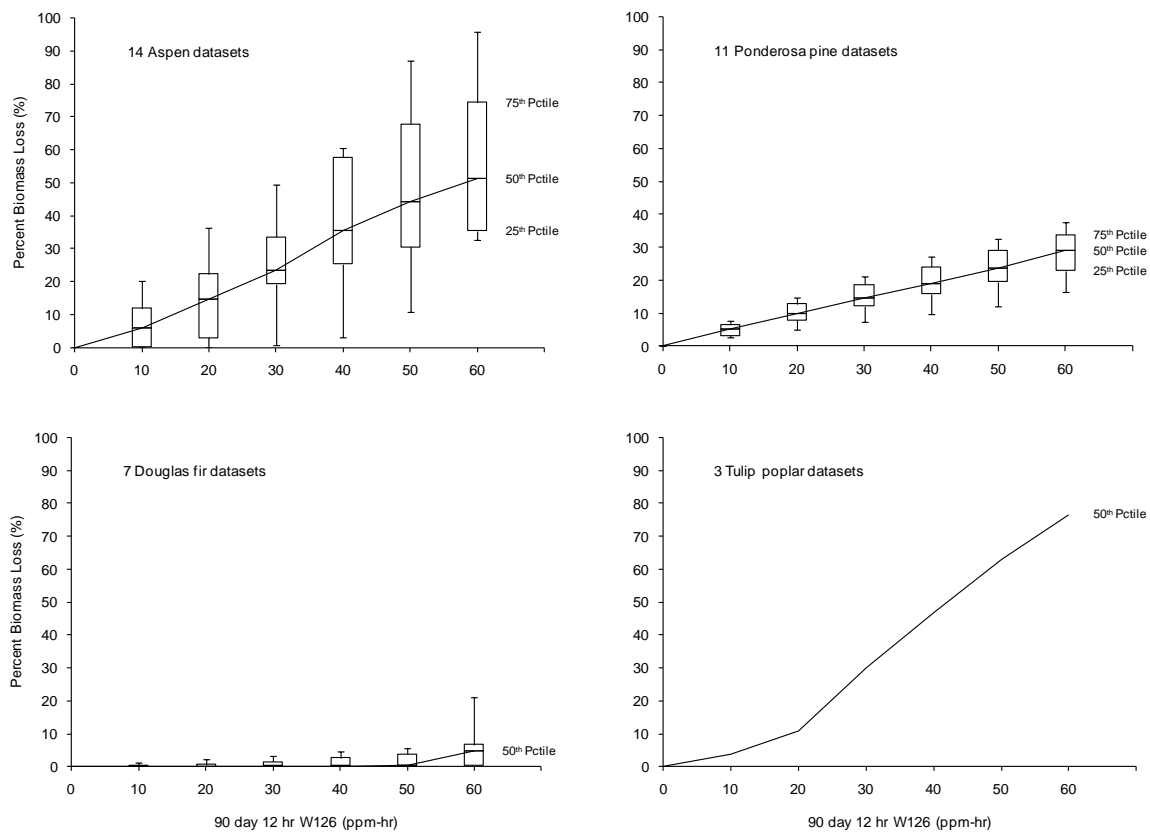 14 Aspen datasets
Percent Biomass Loss (%)
100
90
80
70
60
50
40
30
20
10
0
0 10 20 30 40 50 60
75th Pctile
50th Pctile
25th Pctile
11 Ponderosa pine datasets
100
90
80
70
60
50
40
30
20
10
0
0 10 20 30 40 50 60
75th Pctile
50th Pctile
25th Pctile
7 Douglas fir datasets
Percent Biomass Loss (%)
100
90
80
70
60
50
40
30
20
10
0
0 10 20 30 40 50 60
50th Pctile
90 day 12 hr W126 (ppm-hr)
3 Tulip poplar datasets
100
90
80
70
60
50
40
30
20
10
0
0 10 20 30 40 50 60
50th Pctile
90 day 12 hr W126 (ppm-hr)